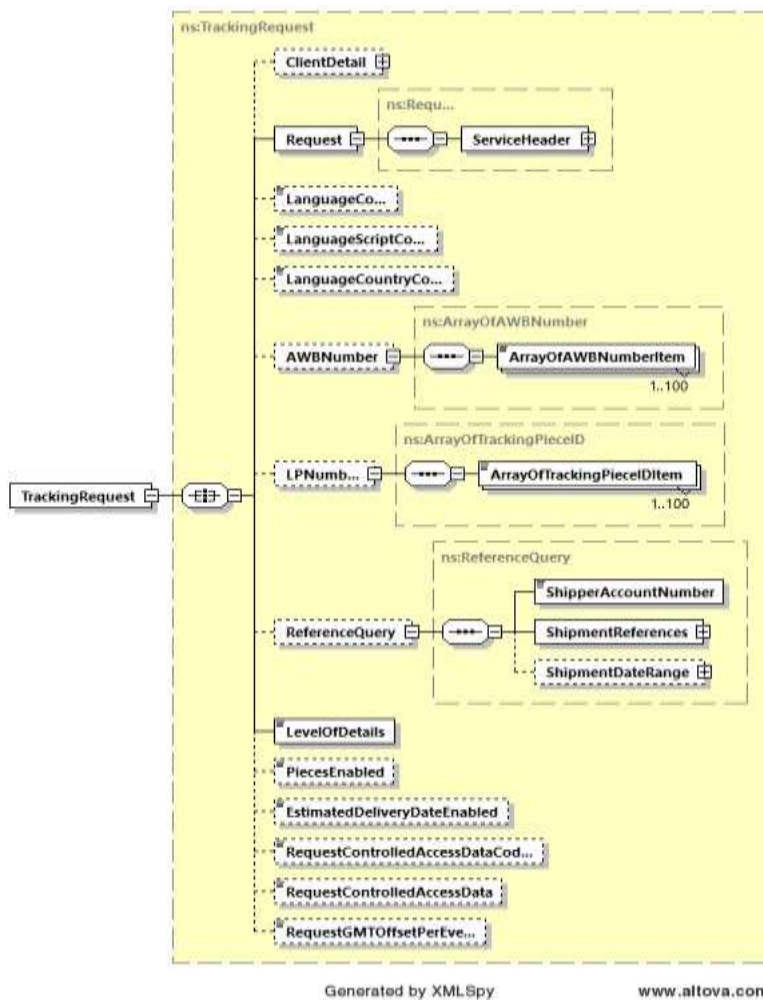 ns:TrackingRequest
ClientDetail
ns:Requ...
Request
ServiceHeader
LanguageCo...
LanguageScriptCo...
LanguageCountryCo...
ns:ArrayOfAWBNumber
AWBNumber
ArrayOfAWBNumberItem
1..100
ns:ArrayOfTrackingPieceID
LPNumb...
ArrayOfTrackingPieceIDItem
1..100
TrackingRequest
ns:ReferenceQuery
ShipperAccountNumber
ReferenceQuery
ShipmentReferences
ShipmentDateRange
LevelOfDetails
PiecesEnabled
EstimatedDeliveryDateEnabled
RequestControlledAccessDataCod...
RequestControlledAccessData
RequestGMTOffsetPerEve...
Generated by XMLSpy
www.altova.com